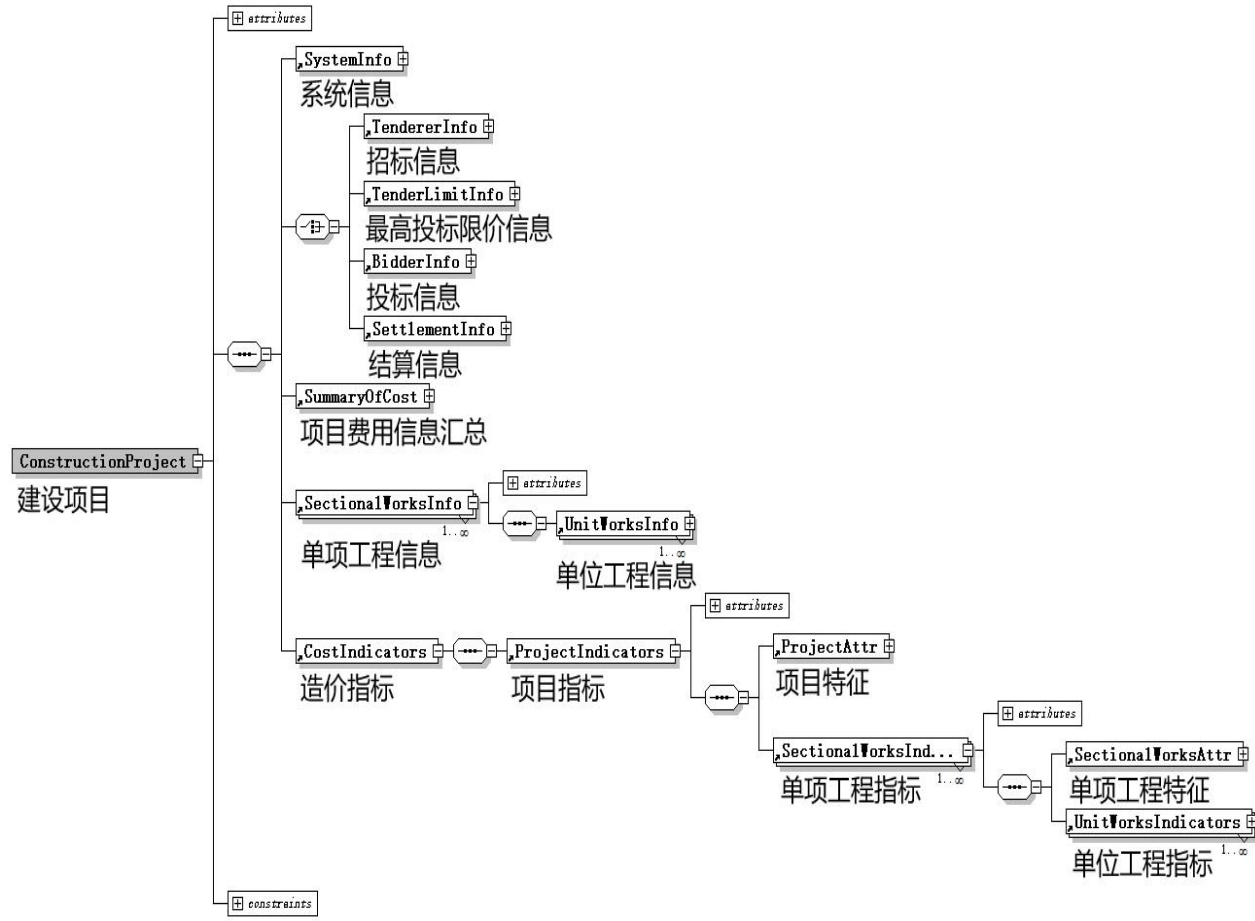 attributes
SystemInfo
系统信息
TendererInfo
招标信息
TenderLimitInfo
最高投标限价信息
BidderInfo
投标信息
SettlementInfo
结算信息
SummaryOfCost
项目费用信息汇总
ConstructionProject
建设项目
attributes
SectionalWorksInfo
1..∞
单项工程信息
UnitWorksInfo
1..∞
单位工程信息
attributes
CostIndicators
造价指标
ProjectIndicators
项目指标
ProjectAttr
项目特征
attributes
SectionalWorksInd...
1..∞
单项工程指标
SectionalWorksAttr
单项工程特征
UnitWorksIndicators
1..∞
单位工程指标
constraints